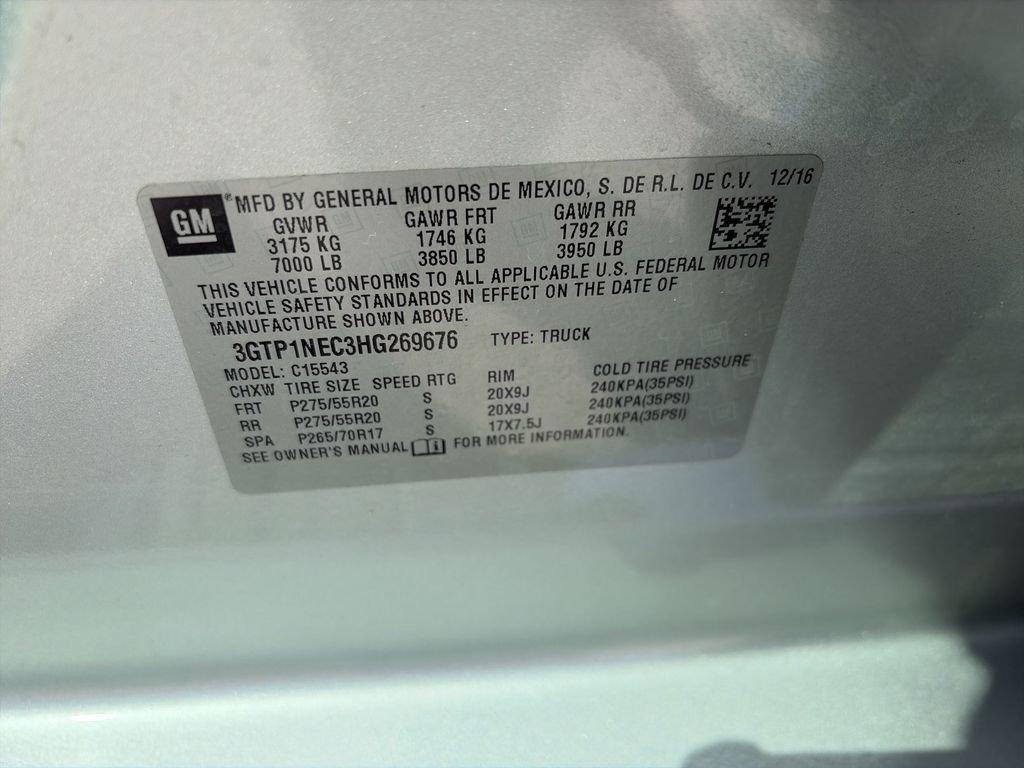 GM ® MFD BY GENERAL MOTORS DE MEXICO, S. DE R.L. DE C.V. 12/16
GVWR GAWR FRT GAWR RR
3175 KG 1746 KG 1792 KG
7000 LB 3850 LB 3950 LB
THIS VEHICLE CONFORMS TO ALL APPLICABLE U.S. FEDERAL MOTOR
VEHICLE SAFETY STANDARDS IN EFFECT ON THE DATE OF
MANUFACTURE SHOWN ABOVE.
3GTP1NEC3HG269676 TYPE: TRUCK
MODEL: C15543
CHXW TIRE SIZE SPEED RTG RIM COLD TIRE PRESSURE
FRT P275/55R20 S 20X9J 240KPA(35PSI)
RR P275/55R20 S 20X9J 240KPA(35PSI)
SPA P265/70R17 S 17X7.5J 240KPA(35PSI)
SEE OWNER'S MANUAL i FOR MORE INFORMATION.